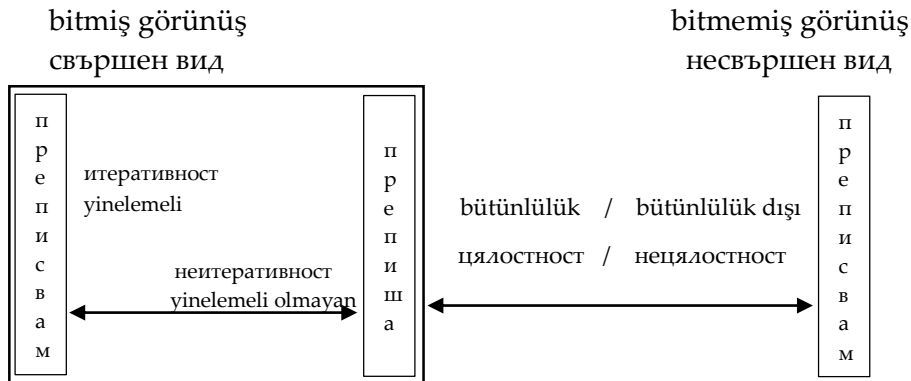 bitmiş görünüş
свършен вид
bitmemiş görünüş
несвършен вид
преписвам
итеративност
yinelemeli
неитеративност
yinelemeli olmayan
препиша
bütünlülük / bütünlülük dışı
цялостност / нецялостност
преписвам